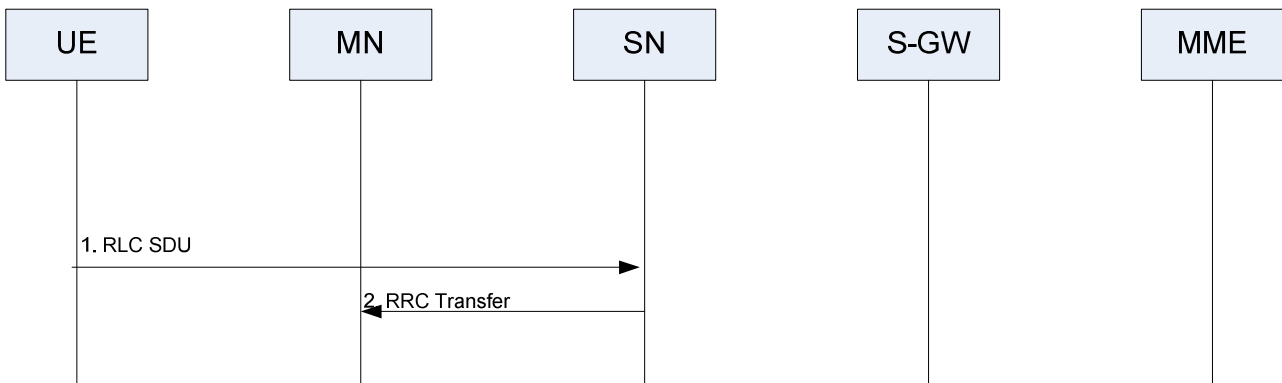 UE
MN
SN
S-GW
MME
1. RLC SDU
2. RRC Transfer